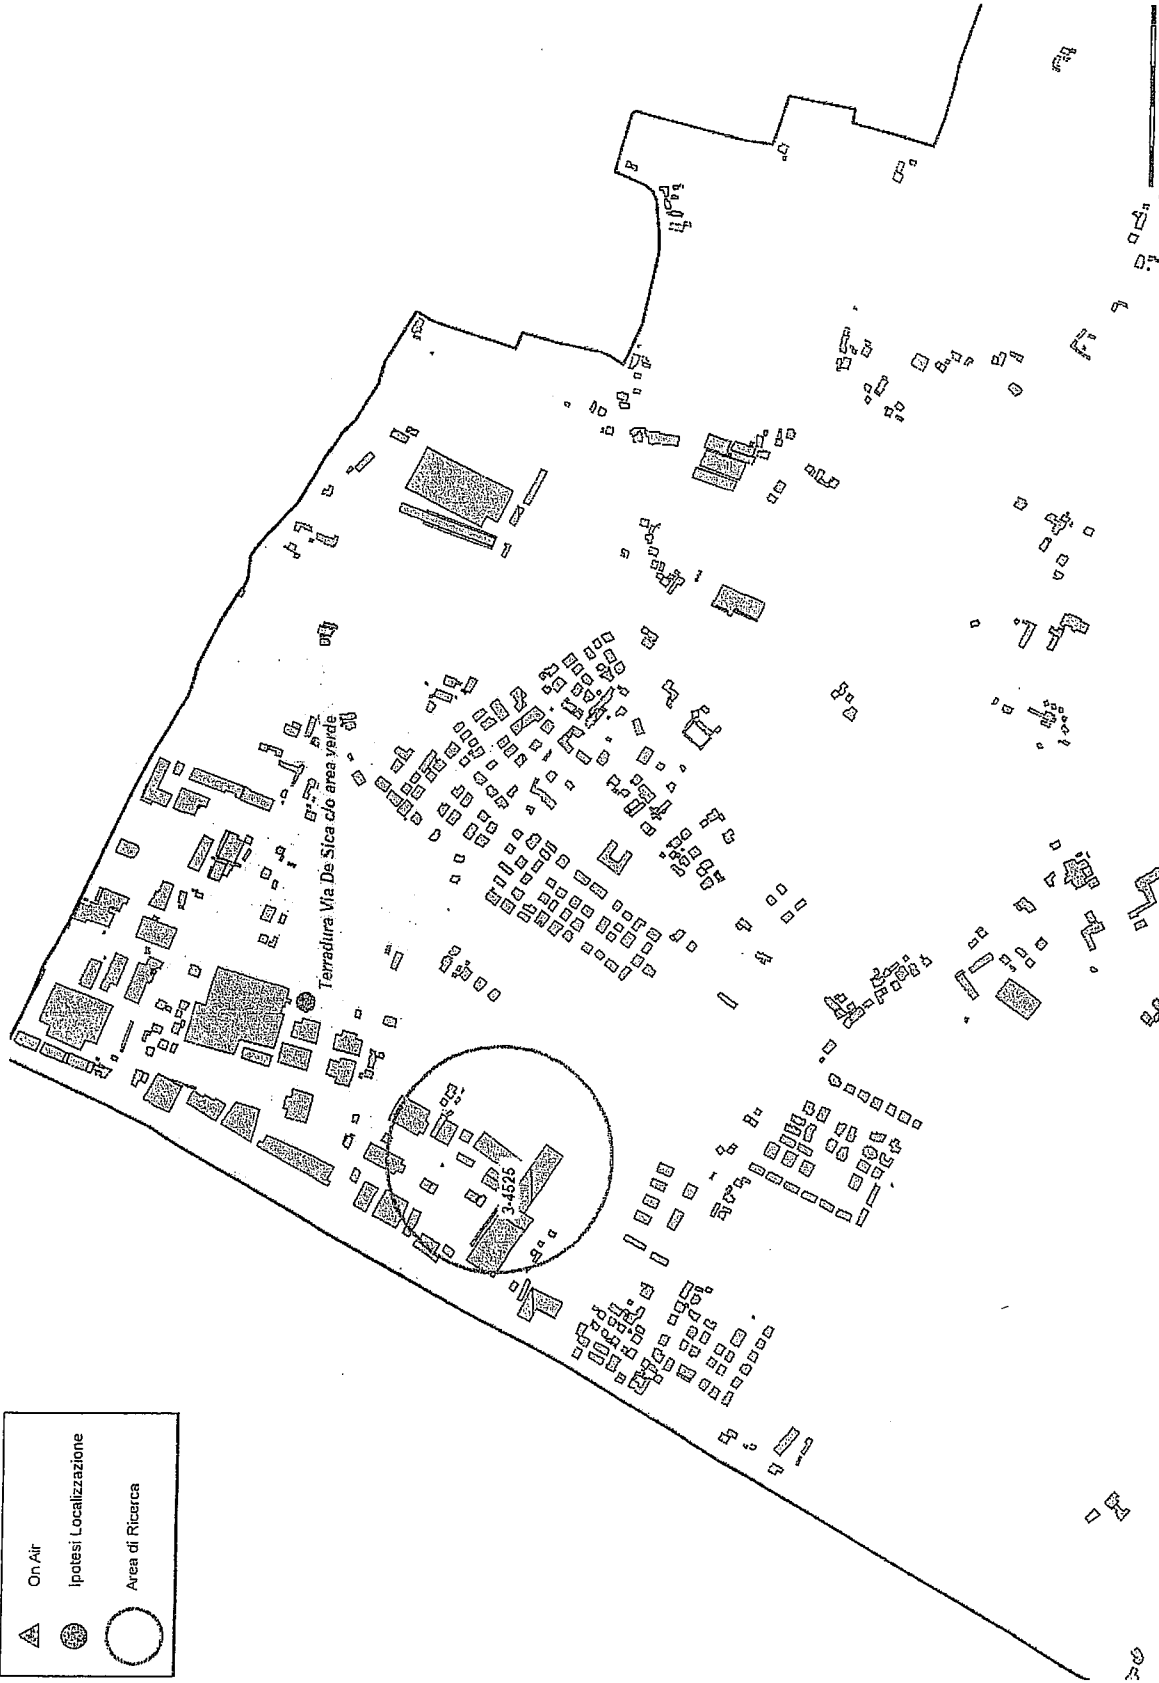 On Air
Ipotesi Localizzazione
Area di Ricerca
Terradura Via De Sica c/o area verde
3-4525